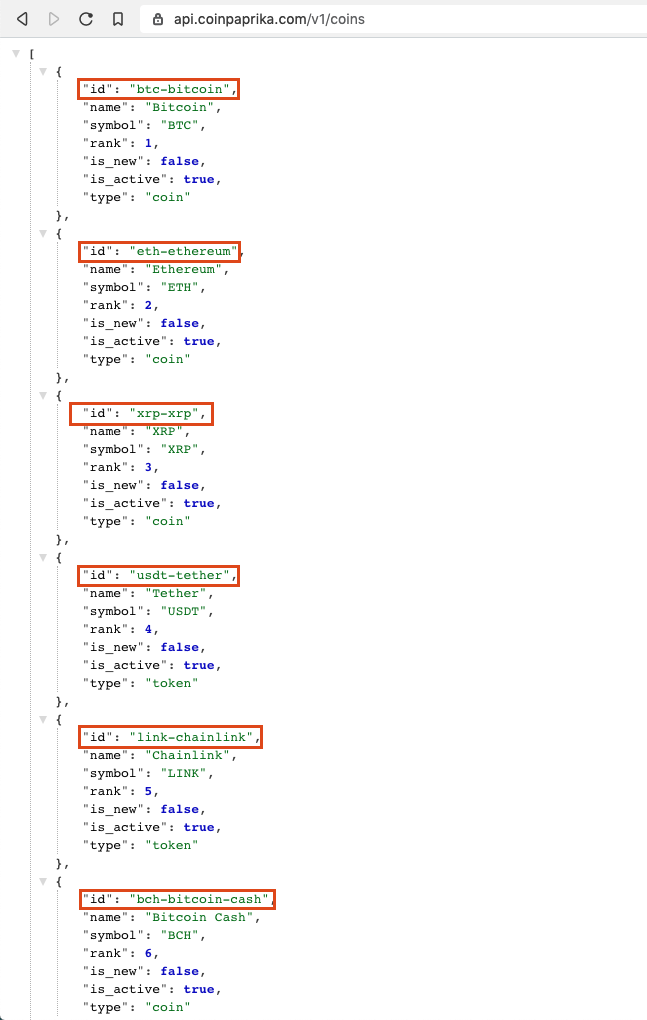 api.coinpaprika.com/v1/coins
[
{
"id": "btc-bitcoin",
"name": "Bitcoin",
"symbol": "BTC",
"rank": 1,
"is_new": false,
"is_active": true,
"type": "coin"
},
{
"id": "eth-ethereum",
"name": "Ethereum",
"symbol": "ETH",
"rank": 2,
"is_new": false,
"is_active": true,
"type": "coin"
},
{
"id": "xrp-xrp",
"name": "XRP",
"symbol": "XRP",
"rank": 3,
"is_new": false,
"is_active": true,
"type": "coin"
},
{
"id": "usdt-tether",
"name": "Tether",
"symbol": "USDT",
"rank": 4,
"is_new": false,
"is_active": true,
"type": "token"
},
{
"id": "link-chainlink",
"name": "Chainlink",
"symbol": "LINK",
"rank": 5,
"is_new": false,
"is_active": true,
"type": "token"
},
{
"id": "bch-bitcoin-cash",
"name": "Bitcoin Cash",
"symbol": "BCH",
"rank": 6,
"is_new": false,
"is_active": true,
"type": "coin"